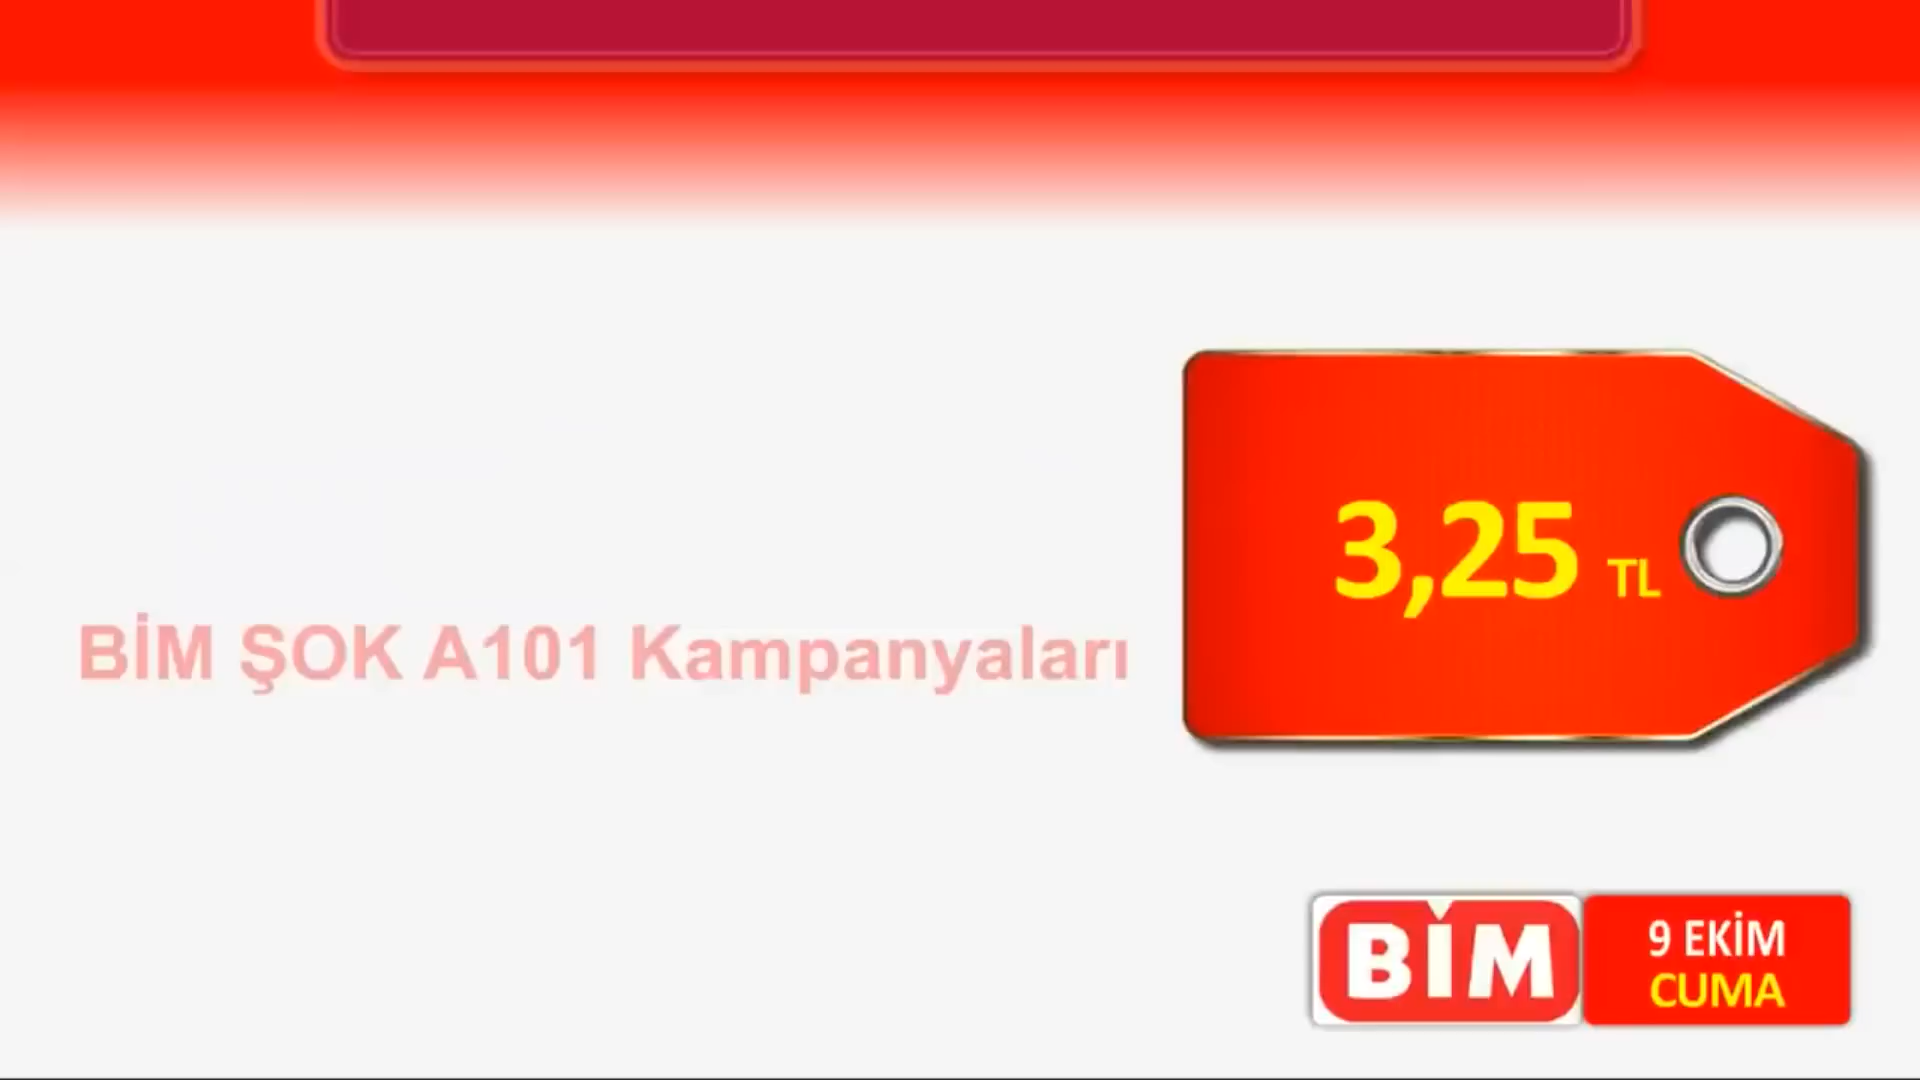 3,25 TL
BİM ŞOK A101 Kampanyaları
BİM
9 EKİM
CUMA